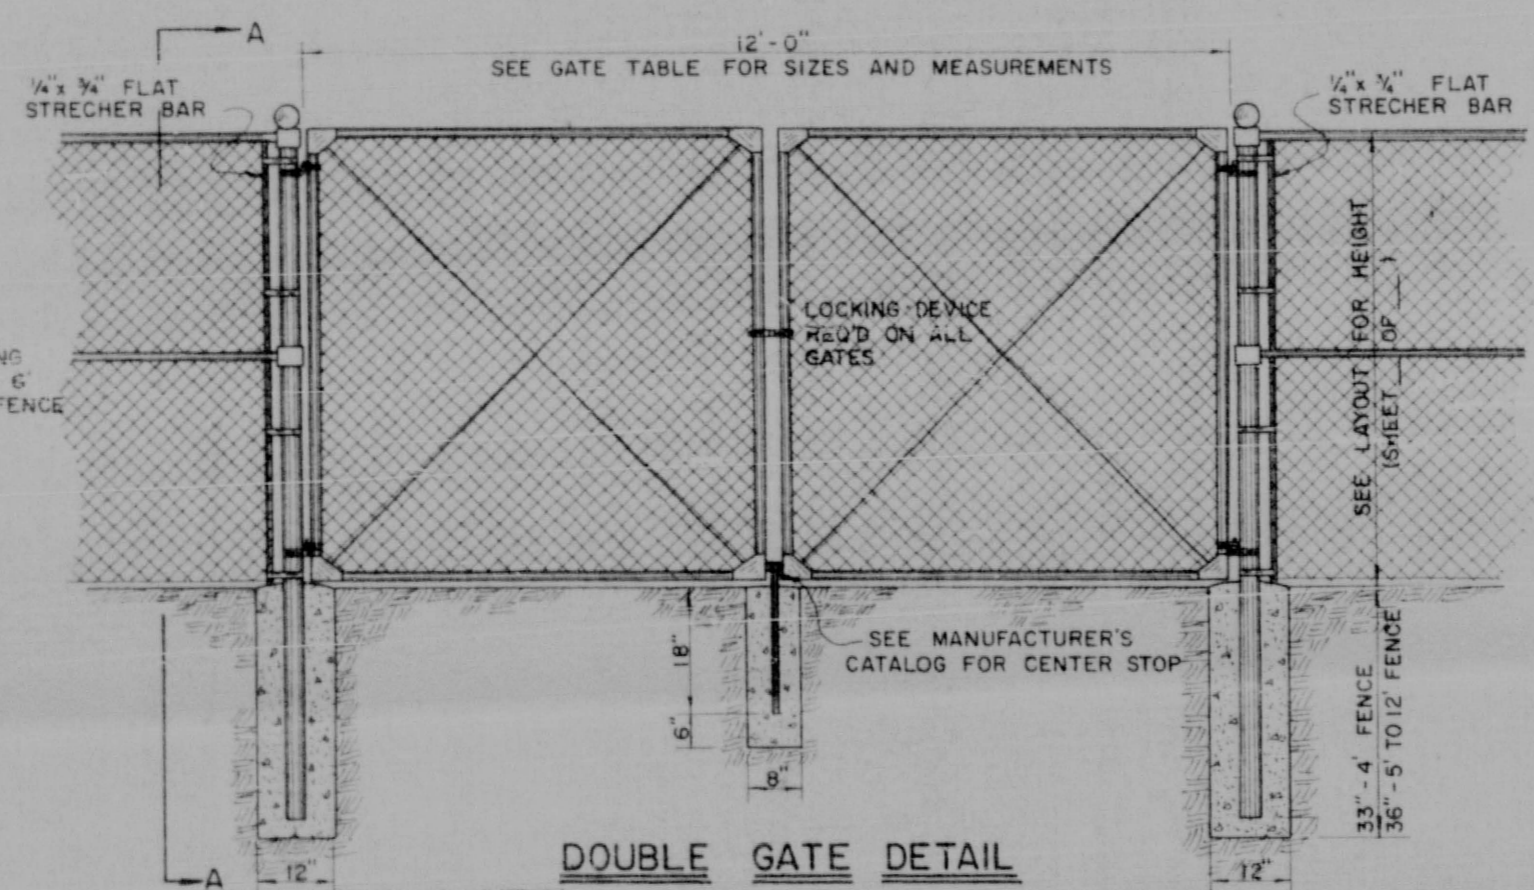 A
12'-0"
SEE GATE TABLE FOR SIZES AND MEASUREMENTS
1/4" x 3/4" FLAT
STRECHER BAR
1/4" x 3/4" FLAT
STRECHER BAR
LOCKING DEVICE
REQ'D ON ALL
GATES
NG
6'
FENCE
SEE LAYOUT FOR HEIGHT
(SHEET __ OF __ )
18"
6"
8"
SEE MANUFACTURER'S
CATALOG FOR CENTER STOP
33" - 4' FENCE
36" - 5' TO 12' FENCE
A
12"
12"
DOUBLE GATE DETAIL